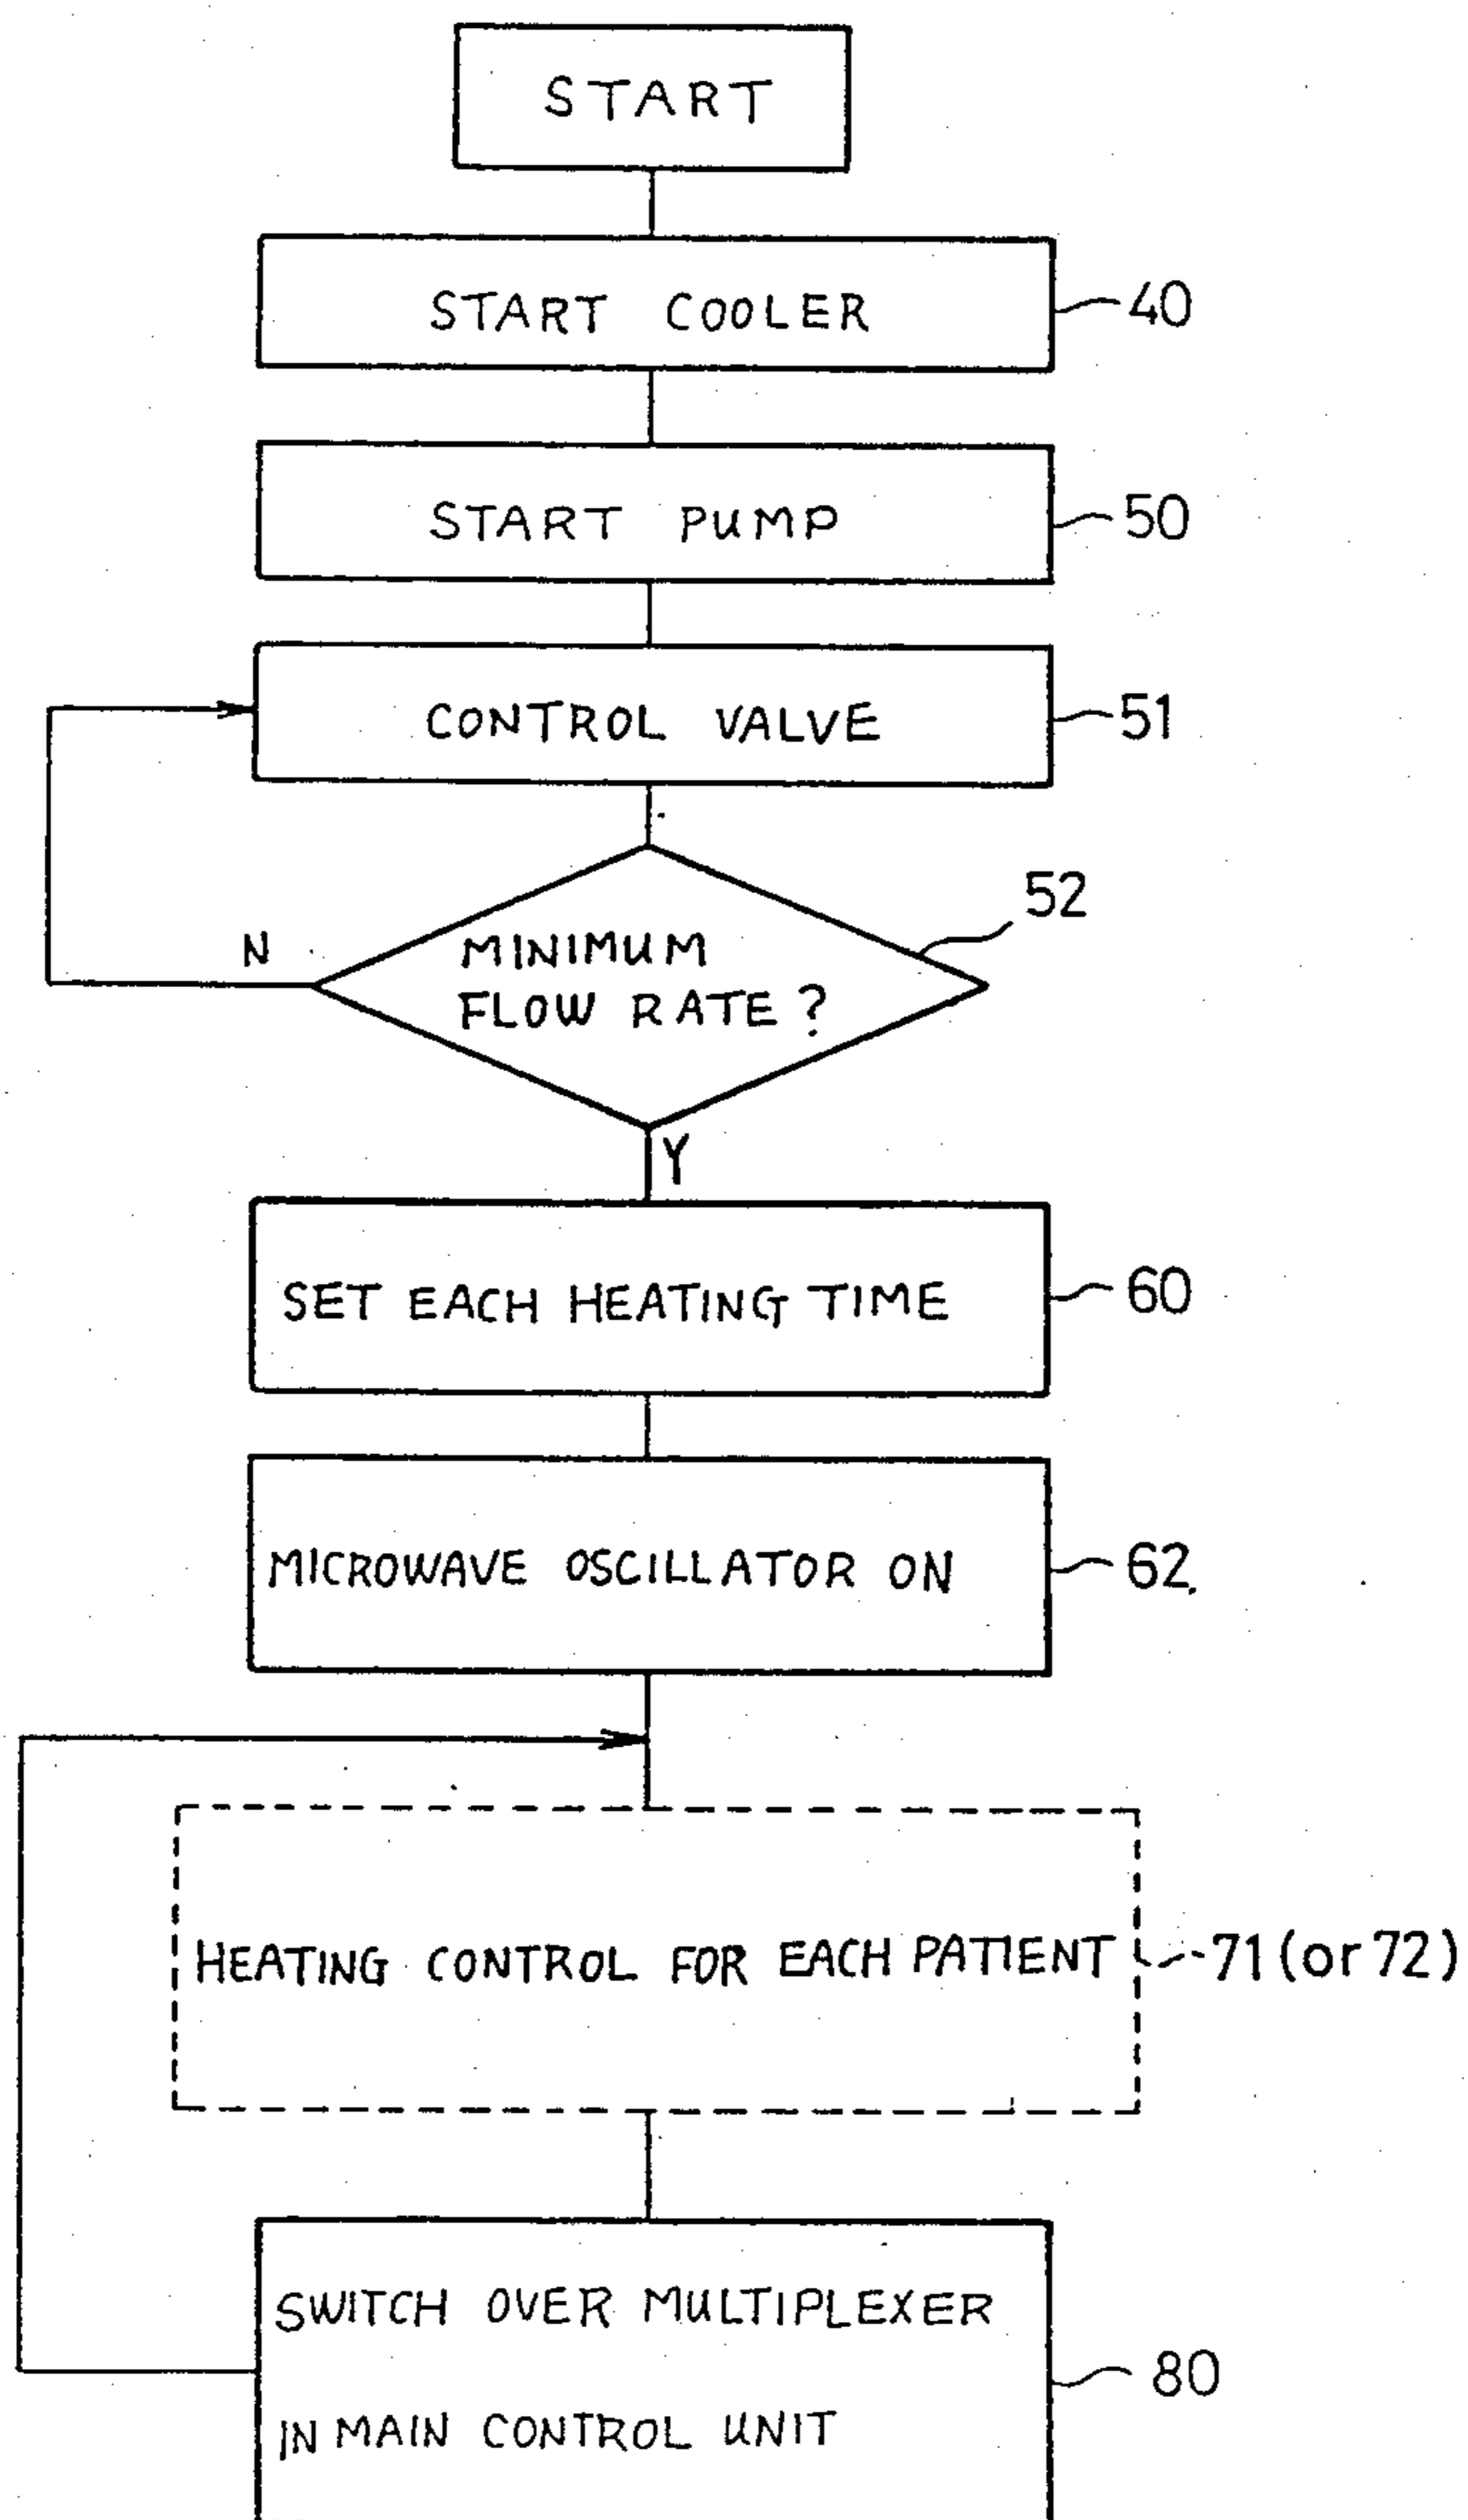 START
START COOLER
40
START PUMP
50
CONTROL VALVE
51
52
N
MINIMUM
FLOW RATE?
Y
SET EACH HEATING TIME
60
MICROWAVE OSCILLATOR ON
62
HEATING CONTROL FOR EACH PATIENT
71 (or 72)
SWITCH OVER MULTIPLEXER
80
IN MAIN CONTROL UNIT